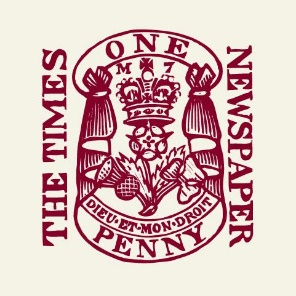 ONE
M 7
THE TIMES
NEWSPAPER
DIEU·ET·MON·DROIT
PENNY